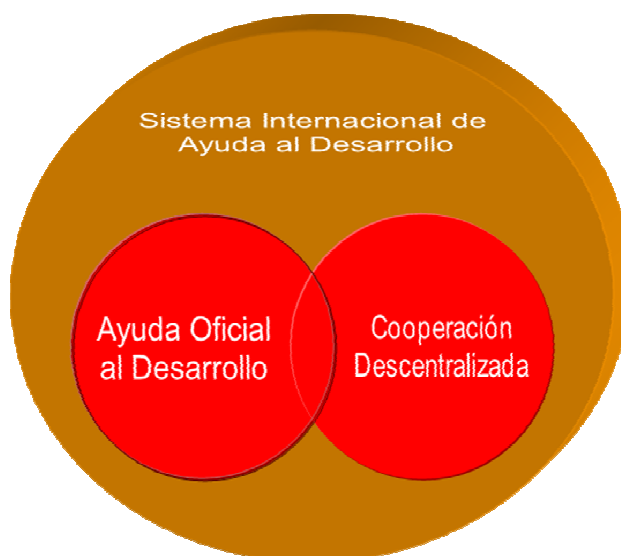 Sistema Internacional de
Ayuda al Desarrollo
Ayuda Oficial
al Desarrollo
Cooperación
Descentralizada